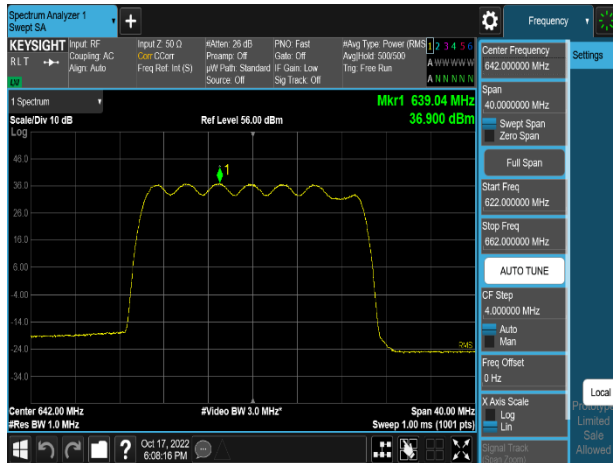 Spectrum Analyzer 1
Swept SA
Frequency
KEYSIGHT
RLT
Input: RF
Coupling: AC
Align: Auto
Input Z: 50 Ω
Corr CCorr
Freq Ref: Int (S)
#Atten: 26 dB
Preamp: Off
µW Path: Standard
Source: Off
PNO: Fast
Gate: Off
IF Gain: Low
Sig Track: Off
#Avg Type: Power (RMS)
Avg|Hold: 500/500
Trig: Free Run
1 2 3 4 5 6
A W W W W W
A N N N N N
1 Spectrum
Scale/Div 10 dB
Ref Level 56.00 dBm
Mkr1 639.04 MHz
36.900 dBm
Log
46.0
36.0
26.0
16.0
6.00
-4.00
-14.0
-24.0
-34.0
1
RMS
Center 642.00 MHz
#Video BW 3.0 MHz*
Span 40.00 MHz
#Res BW 1.0 MHz
Sweep 1.00 ms (1001 pts)
Center Frequency
642.000000 MHz
Settings
Span
40.0000000 MHz
Swept Span
Zero Span
Full Span
Start Freq
622.000000 MHz
Stop Freq
662.000000 MHz
AUTO TUNE
CF Step
4.000000 MHz
Auto
Man
Freq Offset
0 Hz
X Axis Scale
Log
Lin
Local
Prototype
Limited
Sale
Allowed
Signal Track
(Span Zoom)
?
Oct 17, 2022
6:08:16 PM